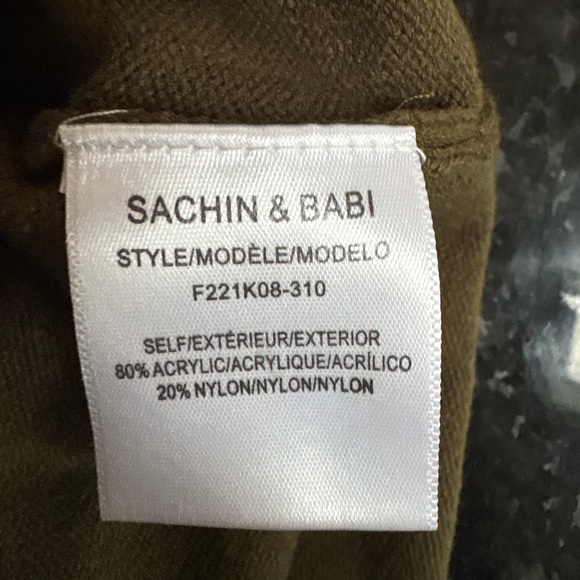 SACHIN & BABI
STYLE/MODÈLE/MODELO
F221K08-310
SELF/EXTÉRIEUR/EXTERIOR
80% ACRYLIC/ACRYLIQUE/ACRÍLICO
20% NYLON/NYLON/NYLON